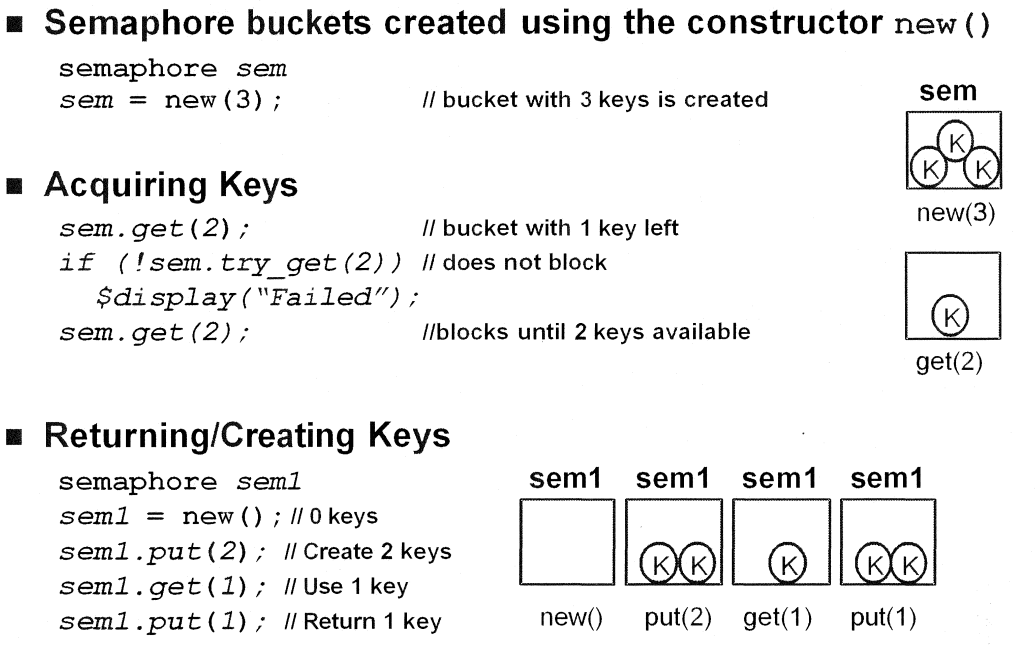 ■ Semaphore buckets created using the constructor new()
semaphore sem
sem = new(3); // bucket with 3 keys is created
sem
K
K K
new(3)
■ Acquiring Keys
sem.get(2); // bucket with 1 key left
if (!sem.try_get(2)) // does not block
$display("Failed");
sem.get(2); //blocks until 2 keys available
K
get(2)
■ Returning/Creating Keys
semaphore sem1
sem1 = new(); // 0 keys
sem1.put(2); // Create 2 keys
sem1.get(1); // Use 1 key
sem1.put(1); // Return 1 key
sem1 sem1 sem1 sem1
K K K K K
new() put(2) get(1) put(1)